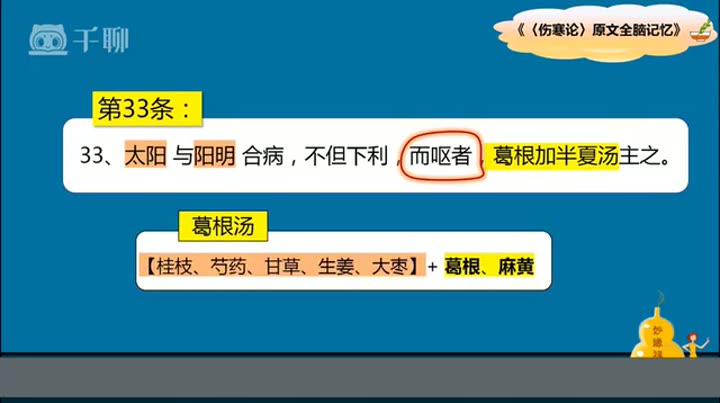 千聊
《〈伤寒论〉原文全脑记忆》
第33条：
33、太阳 与阳明 合病，不但下利，而呕者，葛根加半夏汤主之。
葛根汤
【桂枝、芍药、甘草、生姜、大枣】+ 葛根、麻黄
妙
缘